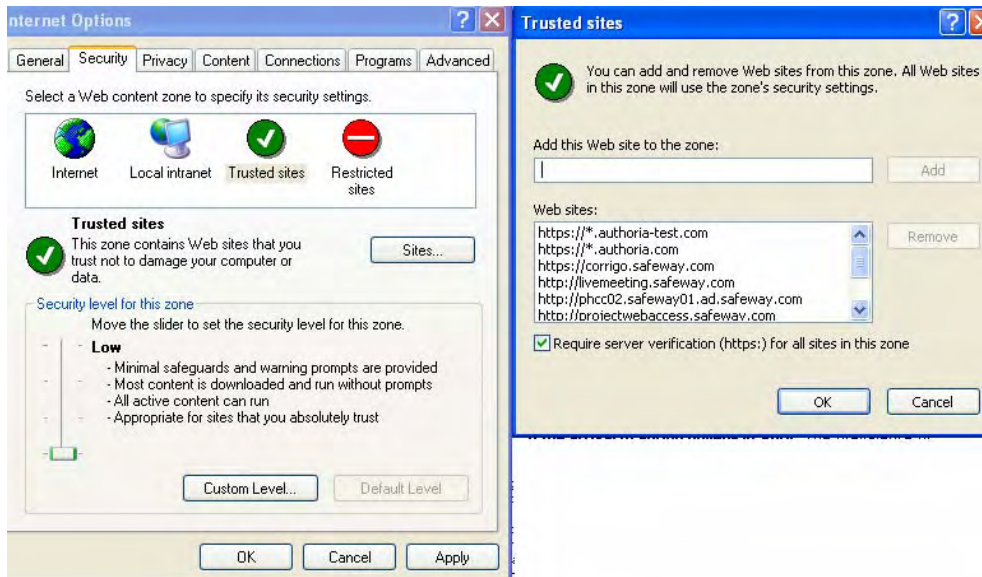 nternet Options
General Security Privacy Content Connections Programs Advanced
Select a Web content zone to specify its security settings.
Internet Local intranet Trusted sites Restricted
sites
Trusted sites
This zone contains Web sites that you
trust not to damage your computer or
data.
Sites...
Security level for this zone
Move the slider to set the security level for this zone.
Low
- Minimal safeguards and warning prompts are provided
- Most content is downloaded and run without prompts
- All active content can run
- Appropriate for sites that you absolutely trust
Custom Level... Default Level
OK Cancel Apply
Trusted sites
You can add and remove Web sites from this zone. All Web sites
in this zone will use the zone's security settings.
Add this Web site to the zone:
Add
Web sites:
https://*.authoria-test.com
https://*.authoria.com
https://corrigo.safeway.com
http://livemeeting.safeway.com
http://phcc02.safeway01.ad.safeway.com
http://projectwebaccess.safeway.com
Remove
Require server verification (https:) for all sites in this zone
OK Cancel